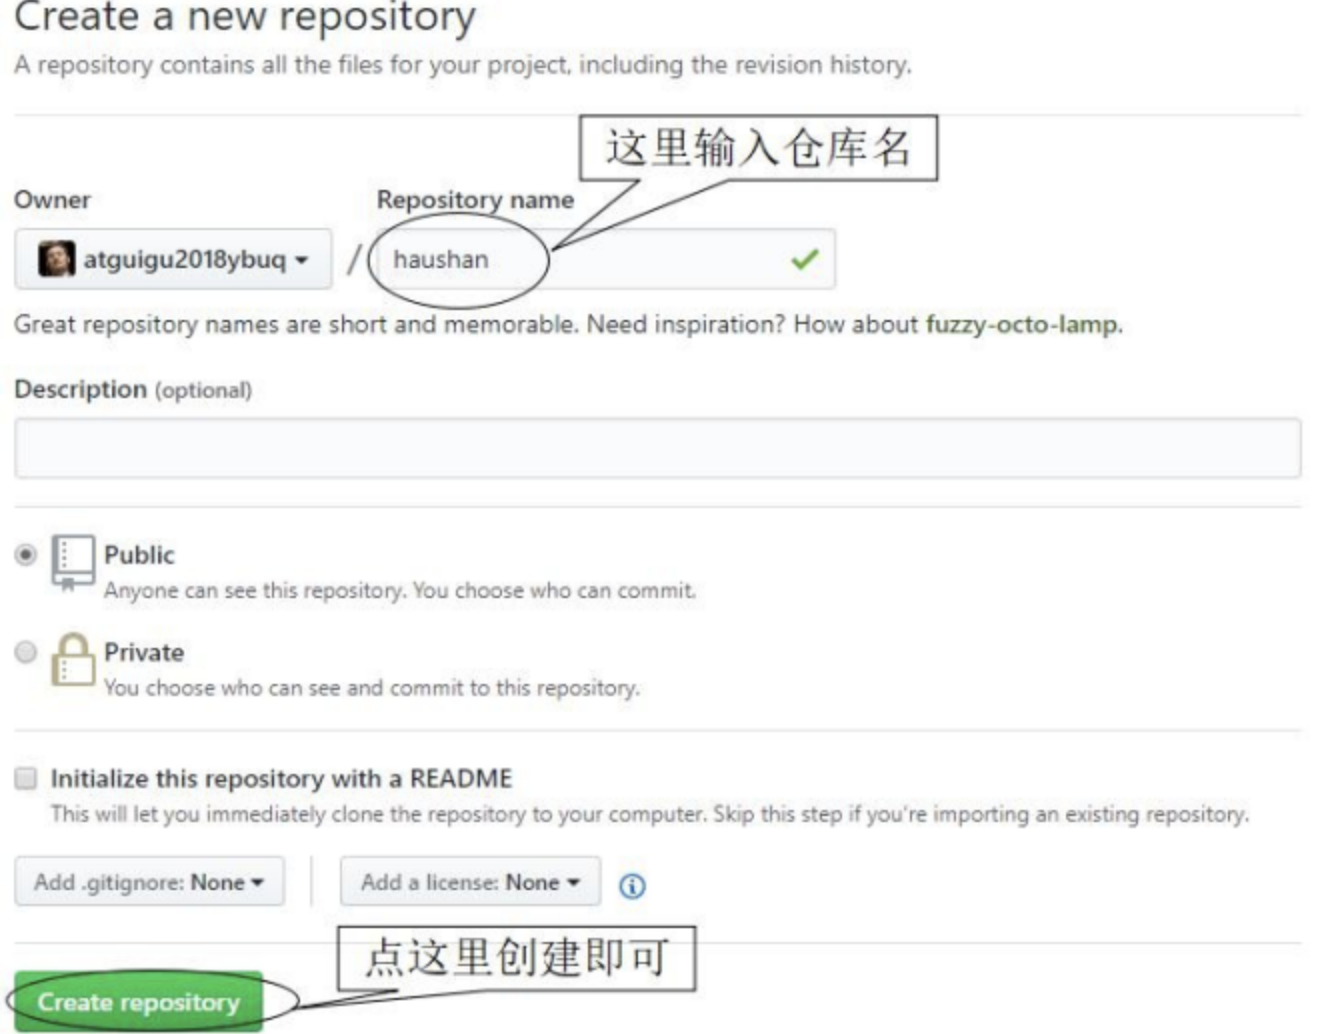 Create a new repository
A repository contains all the files for your project, including the revision history.
这里输入仓库名
Owner
Repository name
atguigu2018ybuq
/
haushan
Great repository names are short and memorable. Need inspiration? How about fuzzy-octo-lamp.
Description (optional)
Public
Anyone can see this repository. You choose who can commit.
Private
You choose who can see and commit to this repository.
Initialize this repository with a README
This will let you immediately clone the repository to your computer. Skip this step if you're importing an existing repository.
Add .gitignore: None
Add a license: None
点这里创建即可
Create repository